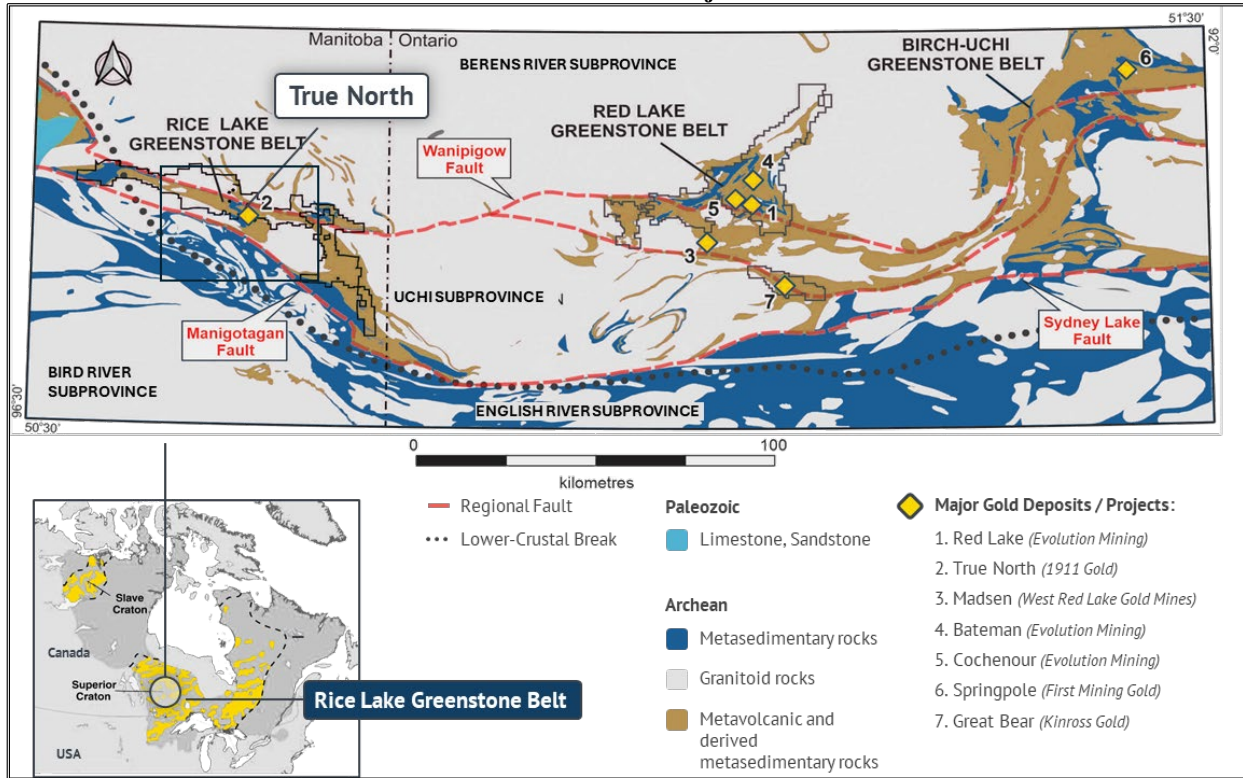 51°30'
92°0'
Manitoba
Ontario
BERENS RIVER SUBPROVINCE
BIRCH-UCHI
GREENSTONE BELT
6
True North
RED LAKE
GREENSTONE BELT
RICE LAKE
GREENSTONE BELT
Wanipigow
Fault
4
2
5
1
3
7
UCHI SUBPROVINCE
Manigotagan
Fault
Sydney Lake
Fault
BIRD RIVER
SUBPROVINCE
ENGLISH RIVER SUBPROVINCE
96°30'
50°30'
0
100
kilometres
Regional Fault
Lower-Crustal Break
Paleozoic
Limestone, Sandstone
Archean
Metasedimentary rocks
Granitoid rocks
Metavolcanic and
derived
metasedimentary rocks
Major Gold Deposits / Projects:
1. Red Lake (Evolution Mining)
2. True North (1911 Gold)
3. Madsen (West Red Lake Gold Mines)
4. Bateman (Evolution Mining)
5. Cochenour (Evolution Mining)
6. Springpole (First Mining Gold)
7. Great Bear (Kinross Gold)
Slave
Craton
Canada
Superior
Craton
USA
Rice Lake Greenstone Belt